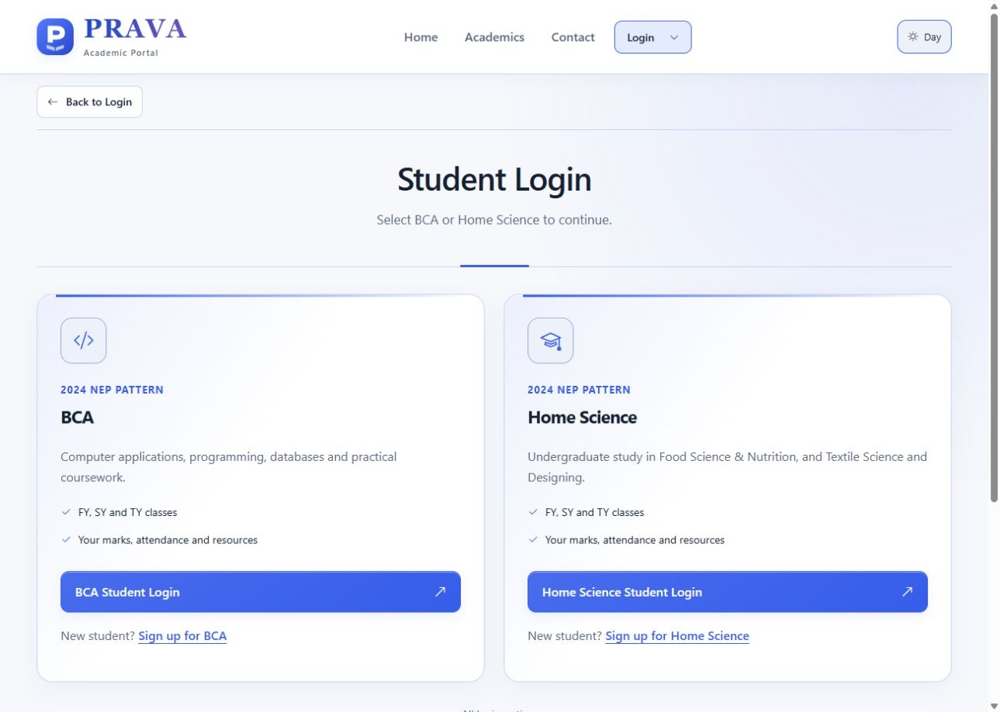 PRAVA
Academic Portal
Home
Academics
Contact
Login
Day
Back to Login
Student Login
Select BCA or Home Science to continue.
2024 NEP PATTERN
BCA
Computer applications, programming, databases and practical
coursework.
FY, SY and TY classes
Your marks, attendance and resources
BCA Student Login
New student? Sign up for BCA
2024 NEP PATTERN
Home Science
Undergraduate study in Food Science & Nutrition, and Textile Science and
Designing.
FY, SY and TY classes
Your marks, attendance and resources
Home Science Student Login
New student? Sign up for Home Science